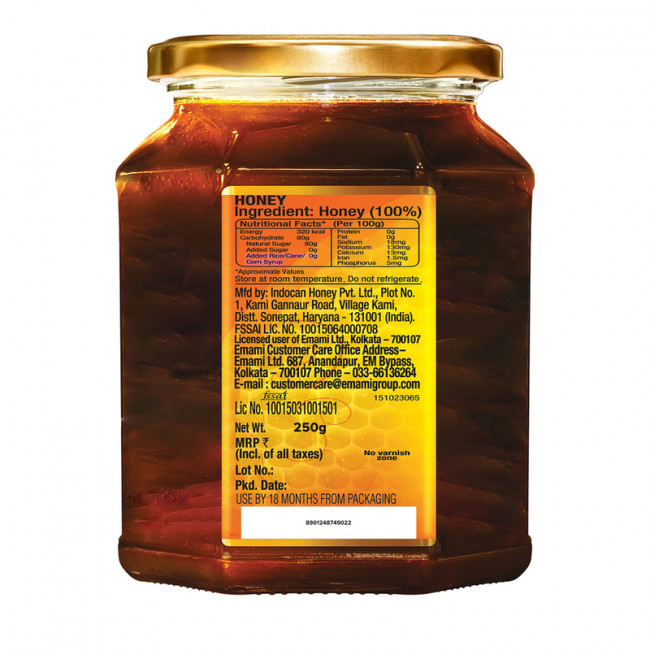 HONEY
Ingredient: Honey (100%)
Nutritional Facts* (Per 100g)
Energy 320 kcal
Carbohydrate 80g
Natural Sugar 80g
Added Sugar 0g
Added Rice/Cane/ 0g
Corn Syrup
Protein 0g
Fat 0g
Sodium 18mg
Potassium 130mg
Calcium 13mg
Iron 1.5mg
Phosphorus 5mg
*Approximate Values
Store at room temperature, Do not refrigerate.
Mfd by: Indocan Honey Pvt. Ltd., Plot No.
1, Kami Gannaur Road, Village Kami,
Distt. Sonepat, Haryana - 131001 (India).
FSSAI LIC. NO. 10015064000708
Licensed user of Emami Ltd., Kolkata – 700107
Emami Customer Care Office Address–
Emami Ltd. 687, Anandapur, EM Bypass,
Kolkata – 700107 Phone – 033-66136264
E-mail : customercare@emamigroup.com
151023065
fssai
Lic No. 10015031001501
Net Wt. 250g
MRP ₹
(Incl. of all taxes)
No varnish
zone
Lot No.:
Pkd. Date:
USE BY 18 MONTHS FROM PACKAGING
8901248749022